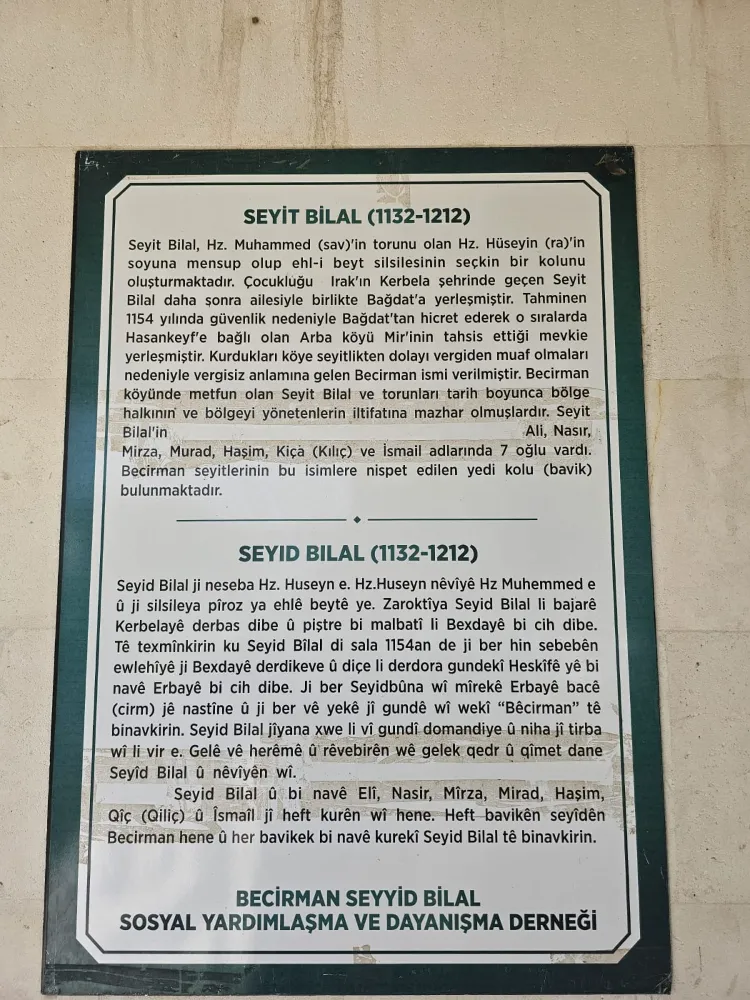 SEYİT BİLAL (1132-1212)
Seyit Bilal, Hz. Muhammed (sav)'in torunu olan Hz. Hüseyin (ra)'in
soyuna mensup olup ehl-i beyt silsilesinin seçkin bir kolunu
oluşturmaktadır. Çocukluğu Irak'ın Kerbela şehrinde geçen Seyit
Bilal daha sonra ailesiyle birlikte Bağdat'a yerleşmiştir. Tahminen
1154 yılında güvenlik nedeniyle Bağdat'tan hicret ederek o sıralarda
Hasankeyf'e bağlı olan Arba köyü Mir'inin tahsis ettiği mevkie
yerleşmiştir. Kurdukları köye seyitlikten dolayı vergiden muaf olmaları
nedeniyle vergisiz anlamına gelen Becirman ismi verilmiştir. Becirman
köyünde metfun olan Seyit Bilal ve torunları tarih boyunca bölge
halkının ve bölgeyi yönetenlerin iltifatına mazhar olmuşlardır. Seyit
Bilal'in Ali, Nasır,
Mirza, Murad, Haşim, Kiça (Kılıç) ve İsmail adlarında 7 oğlu vardı.
Becirman seyitlerinin bu isimlere nispet edilen yedi kolu (bavik)
bulunmaktadır.
SEYID BILAL (1132-1212)
Seyid Bilal ji neseba Hz. Huseyn e. Hz.Huseyn nêvîyê Hz Muhemmed e
û ji silsileya pîroz ya ehlê beytê ye. Zaroktîya Seyid Bilal li bajarê
Kerbelayê derbas dibe û piştre bi malbatî li Bexdayê bi cih dibe.
Tê texmînkirin ku Seyid Bîlal di sala 1154an de ji ber hin sebebên
ewlehîyê ji Bexdayê derdikeve û diçe li derdora gundekî Heskîfê yê bi
navê Erbayê bi cih dibe. Ji ber Seyidbûna wî mîrekê Erbayê bacê
(cirm) jê nastîne û ji ber vê yekê jî gundê wî wekî “Bêcirman” tê
binavkirin. Seyid Bilal jîyana xwe li vî gundî domandiye û niha jî tirba
wî li vir e. Gelê vê herêmê û rêvebirên wê gelek qedr û qîmet dane
Seyîd Bilal û nêvîyên wî.
Seyid Bilal û bi navê Elî, Nasir, Mîrza, Mirad, Haşim,
Qîç (Qiliç) û Îsmaîl jî heft kurên wî hene. Heft bavikên seyîdên
Becirman hene û her bavikek bi navê kurekî Seyid Bilal tê binavkirin.
BECİRMAN SEYYİD BİLAL
SOSYAL YARDIMLAŞMA VE DAYANIŞMA DERNEĞİ